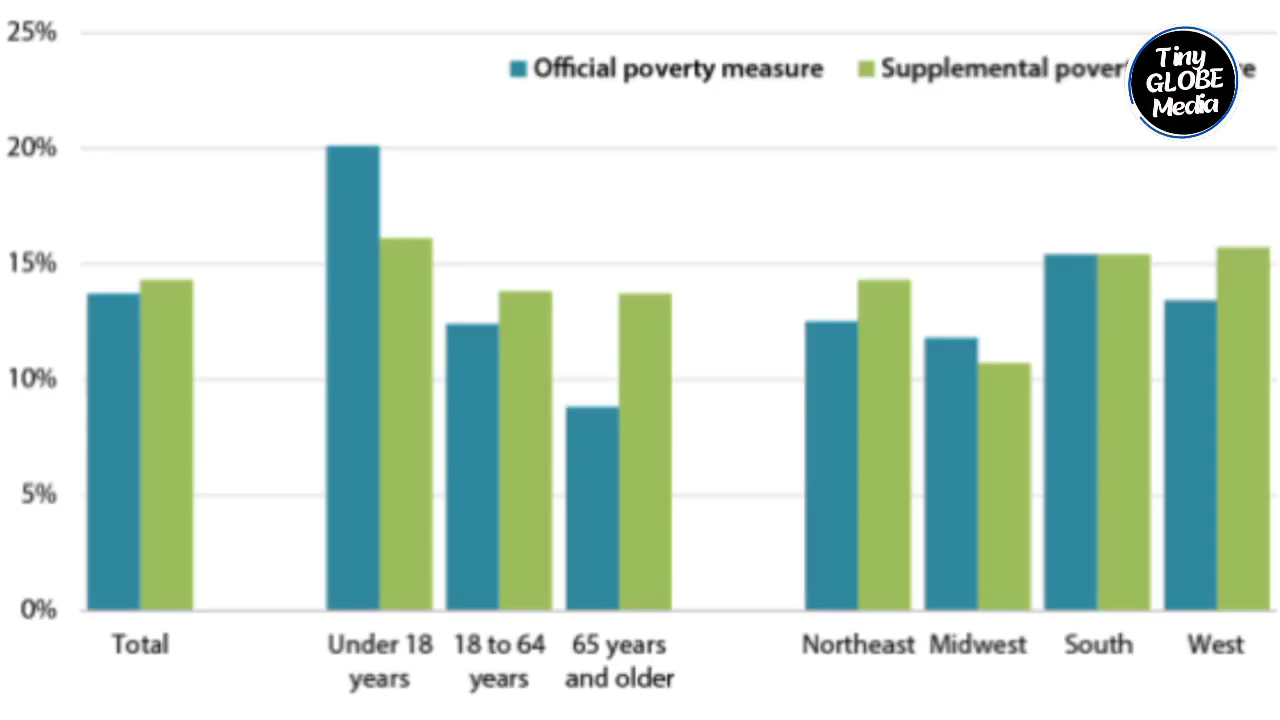 25%
Official poverty measure
Supplemental
Tiny
GLOBE
Media
20%
15%
10%
5%
0%
Total
Under 18
years
18 to 64
years
65 years
and older
Northeast
Midwest
South
West